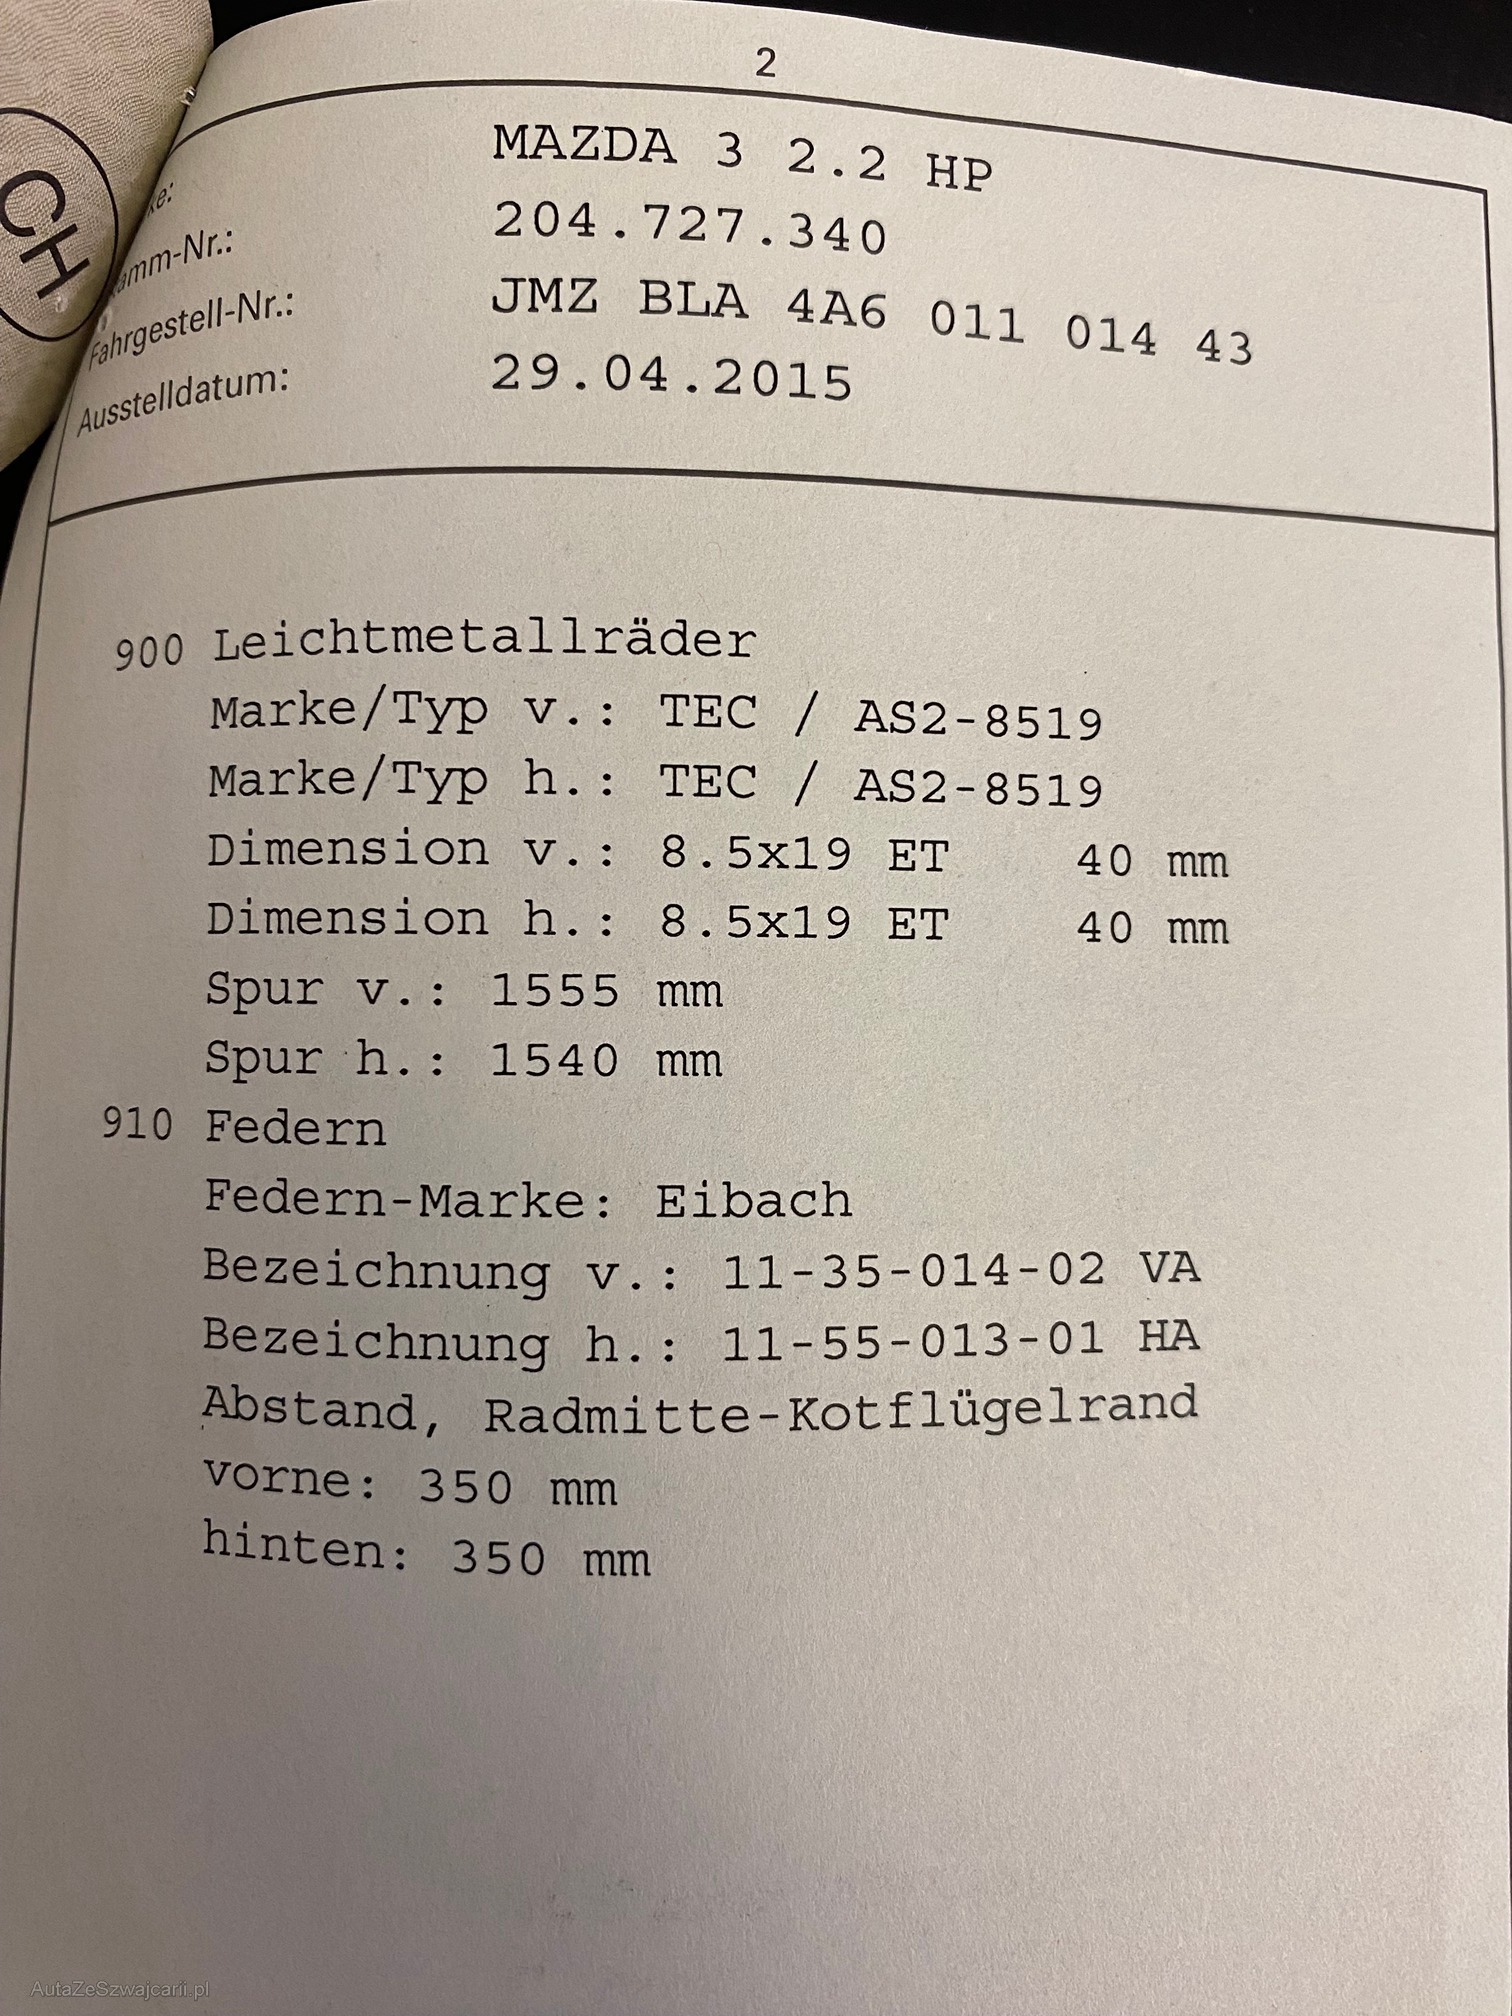 2
CH
MAZDA 3 2.2 HP
204.727.340
Fahrgestell-Nr.: JMZ BLA 4A6 011 014 43
Ausstelldatum: 29.04.2015
900 Leichtmetallräder
Marke/Typ v.: TEC / AS2-8519
Marke/Typ h.: TEC / AS2-8519
Dimension v.: 8.5x19 ET 40 mm
Dimension h.: 8.5x19 ET 40 mm
Spur v.: 1555 mm
Spur h.: 1540 mm
910 Federn
Federn-Marke: Eibach
Bezeichnung v.: 11-35-014-02 VA
Bezeichnung h.: 11-55-013-01 HA
Abstand, Radmitte-Kotflügelrand
vorne: 350 mm
hinten: 350 mm
AutaZeSzwajcarii.pl